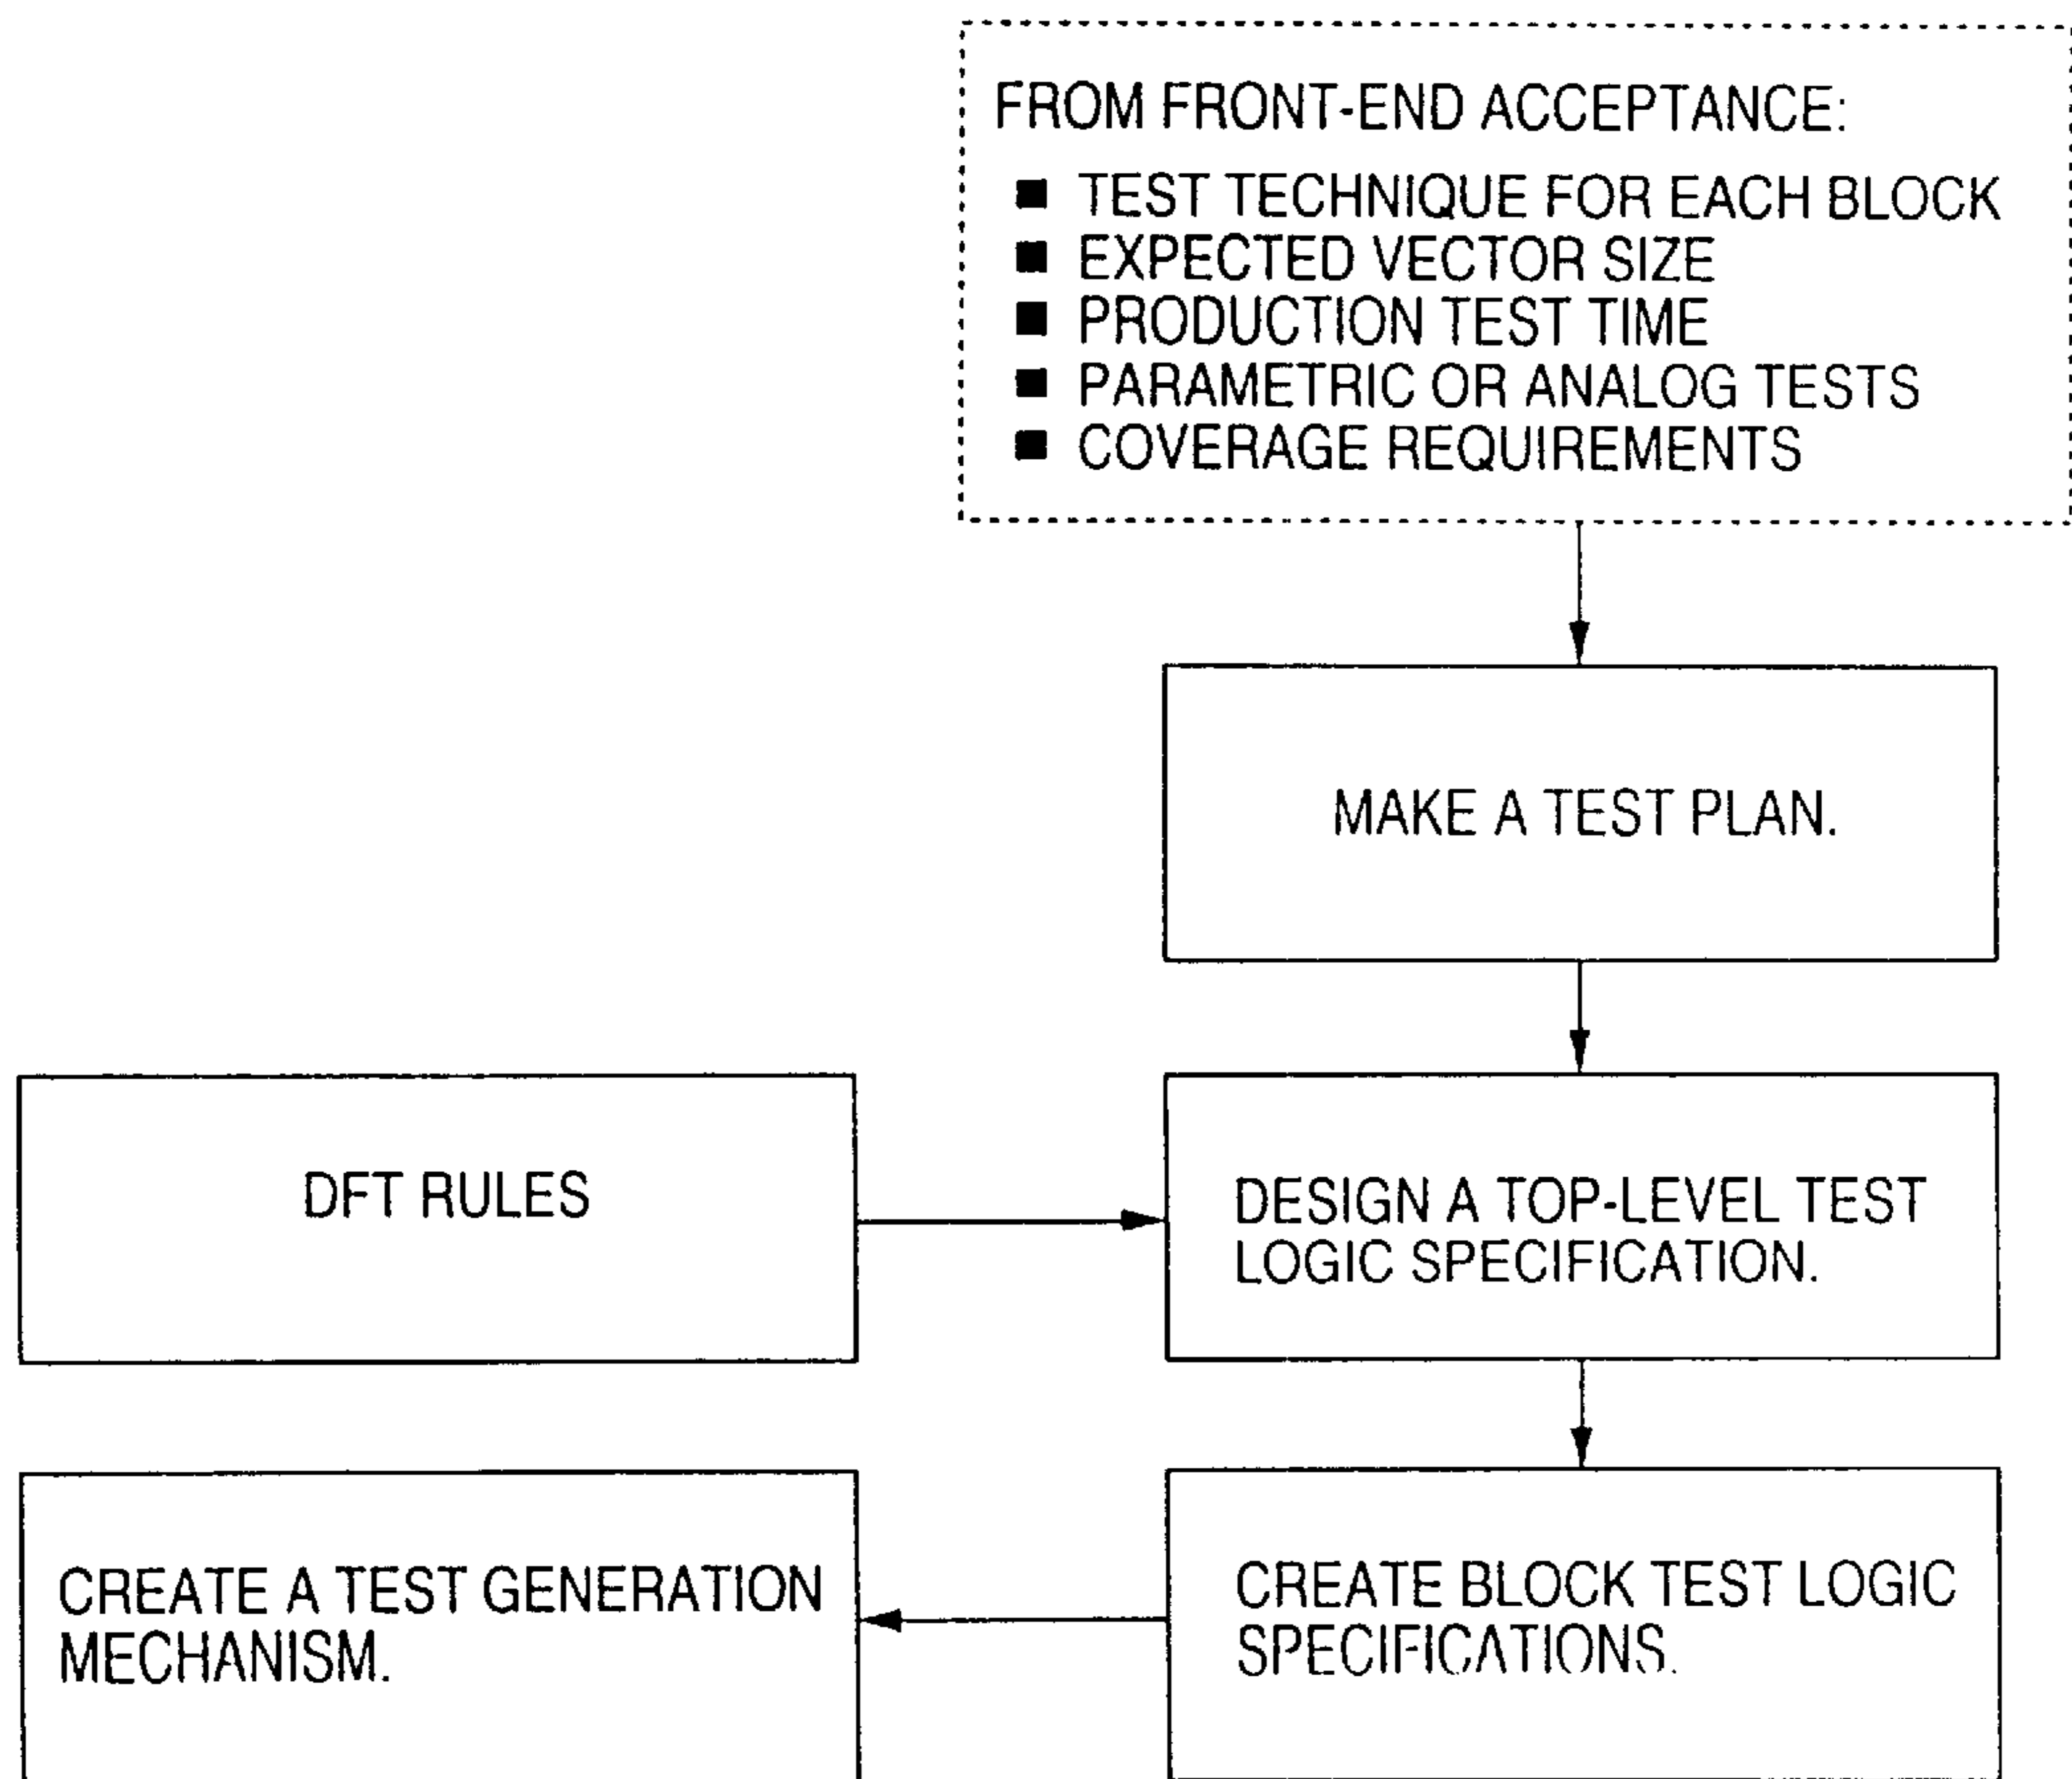 FROM FRONT-END ACCEPTANCE:
■ TEST TECHNIQUE FOR EACH BLOCK
■ EXPECTED VECTOR SIZE
■ PRODUCTION TEST TIME
■ PARAMETRIC OR ANALOG TESTS
■ COVERAGE REQUIREMENTS
MAKE A TEST PLAN.
DFT RULES
DESIGN A TOP-LEVEL TEST
LOGIC SPECIFICATION.
CREATE A TEST GENERATION
MECHANISM.
CREATE BLOCK TEST LOGIC
SPECIFICATIONS.